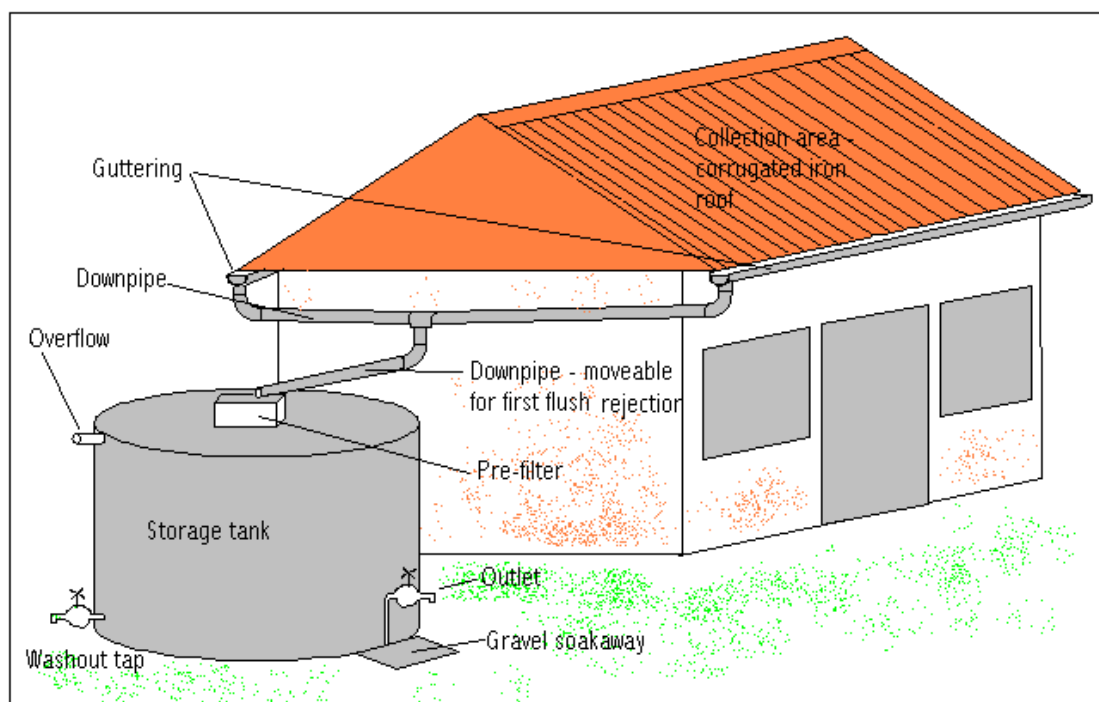 Collection area -
corrugated iron
roof
Guttering
Downpipe
Overflow
Downpipe - moveable
for first flush rejection
Pre-filter
Storage tank
Outlet
Gravel soakaway
Washout tap